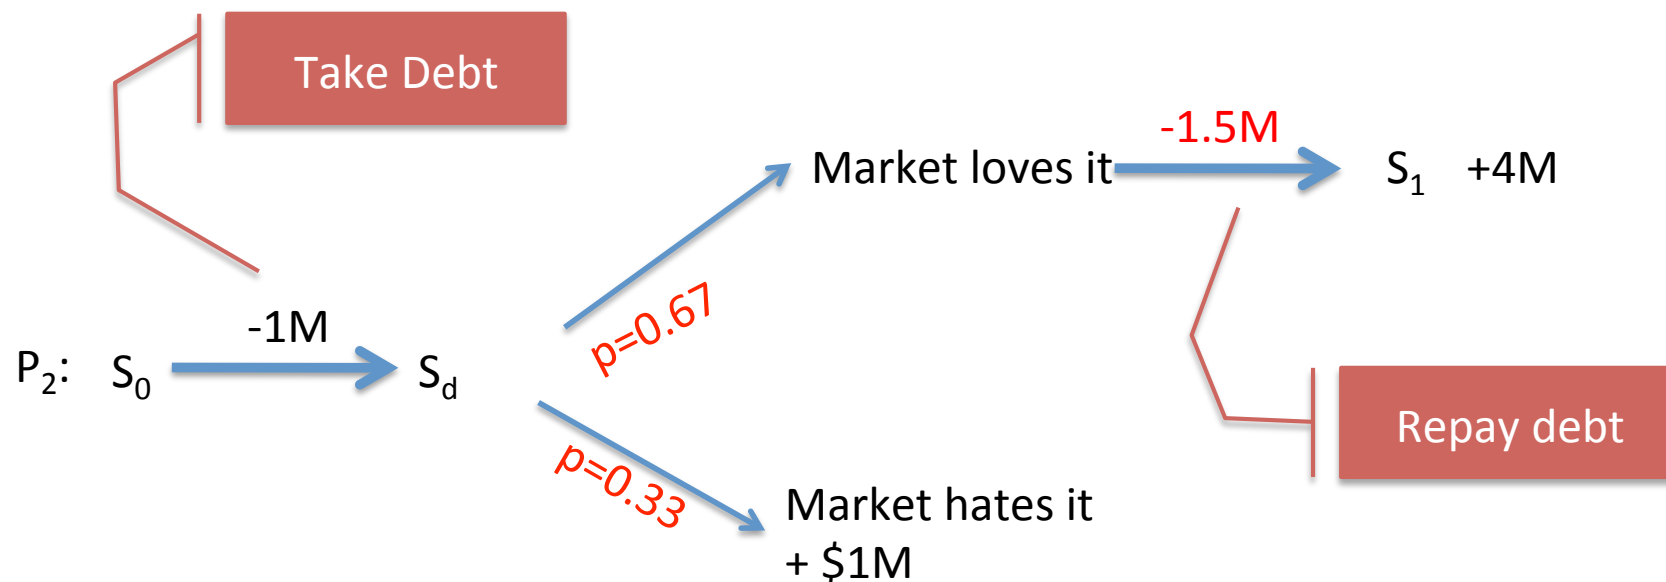 Take Debt
-1.5M
Market loves it
S₁ +4M
p=0.67
-1M
P₂: S₀
S_d
Repay debt
p=0.33
Market hates it
+ $1M